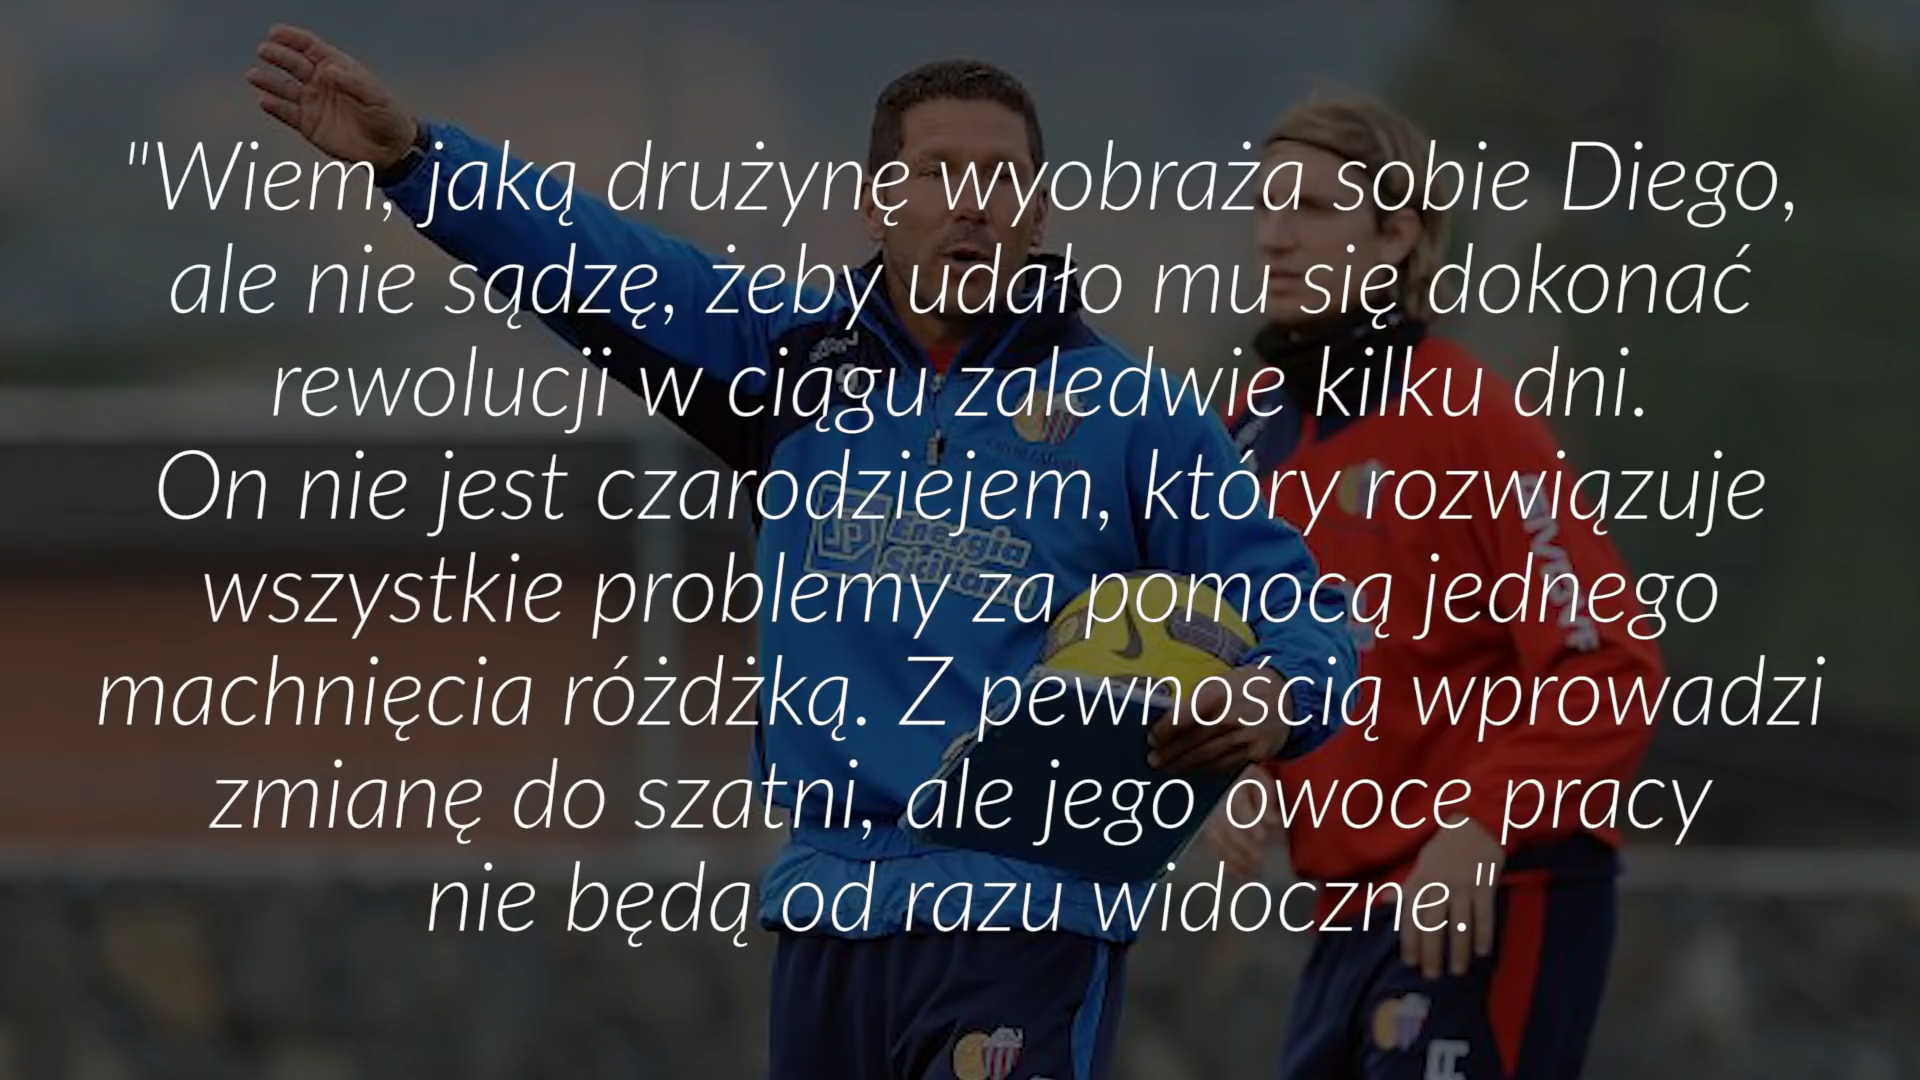 "Wiem, jaką drużynę wyobraża sobie Diego,
ale nie sądzę, żeby udało mu się dokonać
rewolucji w ciągu zaledwie kilku dni.
On nie jest czarodziejem, który rozwiązuje
wszystkie problemy za pomocą jednego
machnięcia różdżką. Z pewnością wprowadzi
zmianę do szatni, ale jego owoce pracy
nie będą od razu widoczne."
Energia
Siciliana